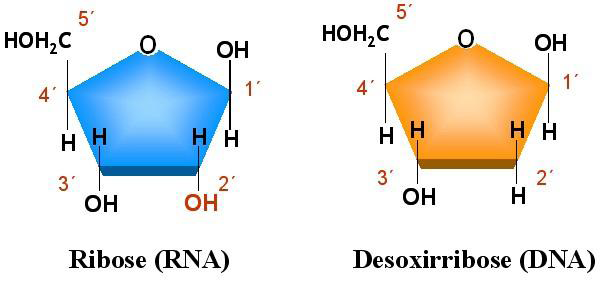 5´
HOH₂C
O
OH
4´
1´
H
H
H
H
3´
2´
OH
OH
Ribose (RNA)
5´
HOH₂C
O
OH
4´
1´
H
H
H
H
3´
2´
OH
H
Desoxirribose (DNA)